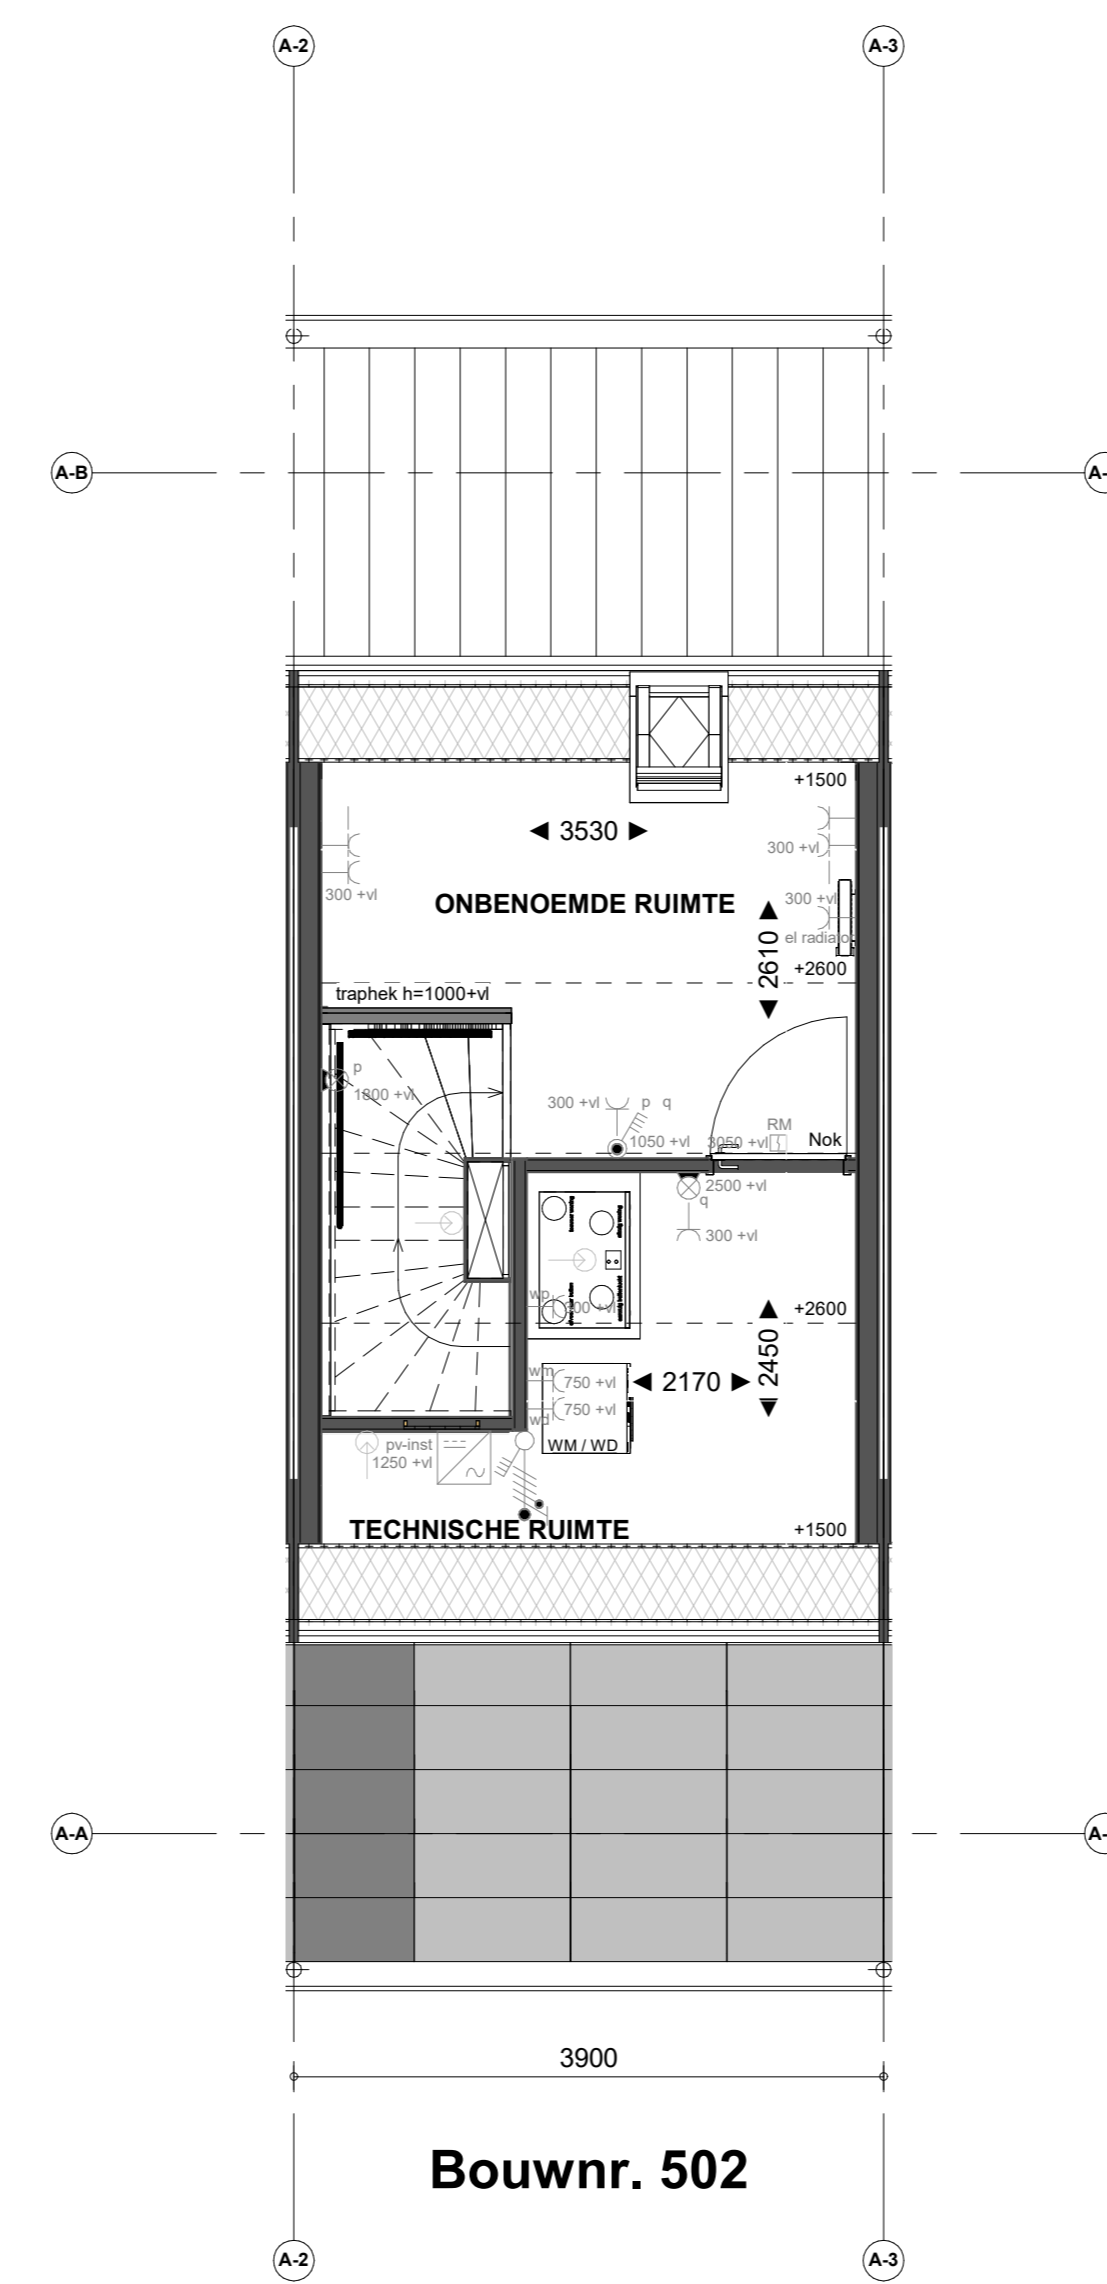 A-2 A-3
A-B A-
+1500
3530
300 +vl
300 +vl
300 +vl
ONBENOEMDE RUIMTE
2610
el radiator
+2600
traphek h=1000+vl
p
1800 +vl
300 +vl p q
1050 +vl
3050 +vl
RM
Nok
2500 +vl
q
300 +vl
wp
300 +vl
+2600
2450
wm
750 +vl
2170
wd
750 +vl
WM / WD
pv-inst
1250 +vl
TECHNISCHE RUIMTE
+1500
A-A A-
3900
Bouwnr. 502
A-2 A-3